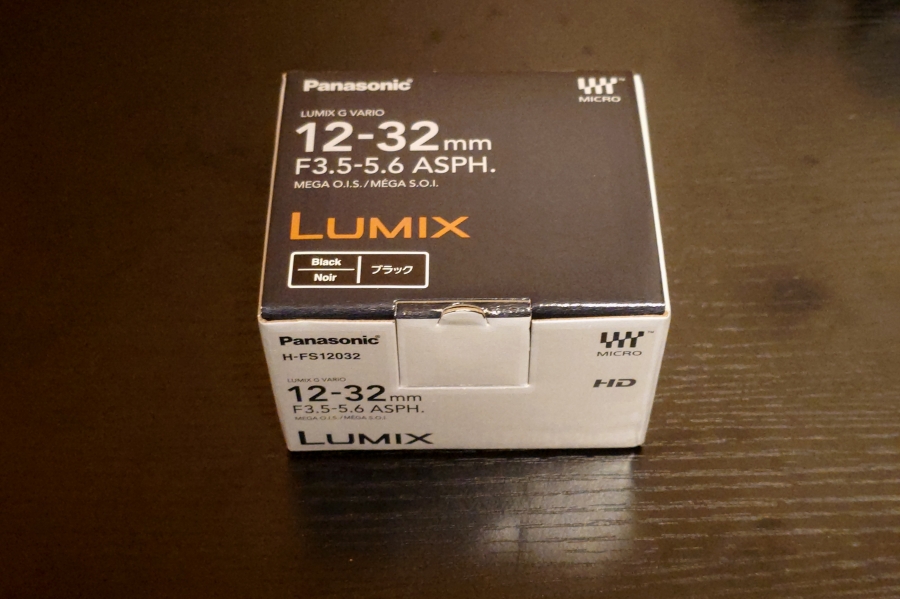 Panasonic
MICRO
LUMIX G VARIO
12-32mm
F3.5-5.6 ASPH.
MEGA O.I.S./MÉGA S.O.I.
LUMIX
Black
Noir
ブラック
Panasonic
H-FS12032
MICRO
HD
LUMIX G VARIO
12-32mm
F3.5-5.6 ASPH.
MEGA O.I.S./MÉGA S.O.I.
LUMIX